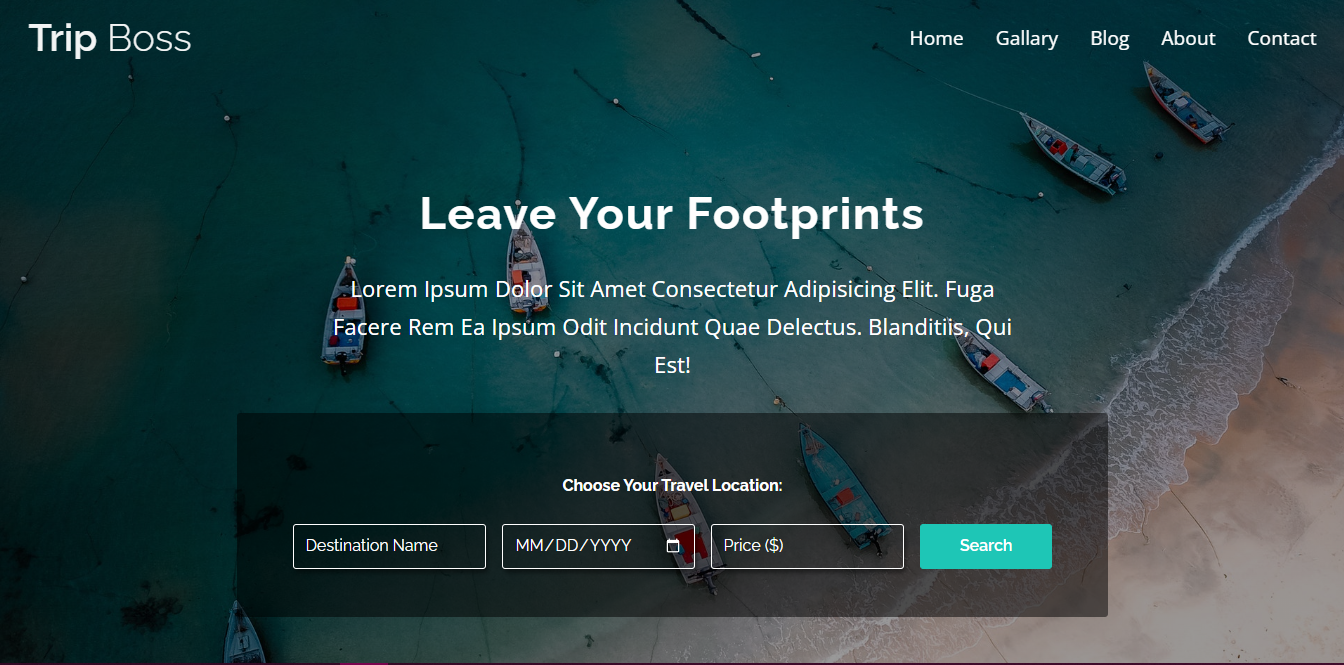 Trip Boss
Home Gallary Blog About Contact
Leave Your Footprints
Lorem Ipsum Dolor Sit Amet Consectetur Adipisicing Elit. Fuga
Facere Rem Ea Ipsum Odit Incidunt Quae Delectus. Blanditiis, Qui
Est!
Choose Your Travel Location:
Destination Name
MM/DD/YYYY
Price ($)
Search